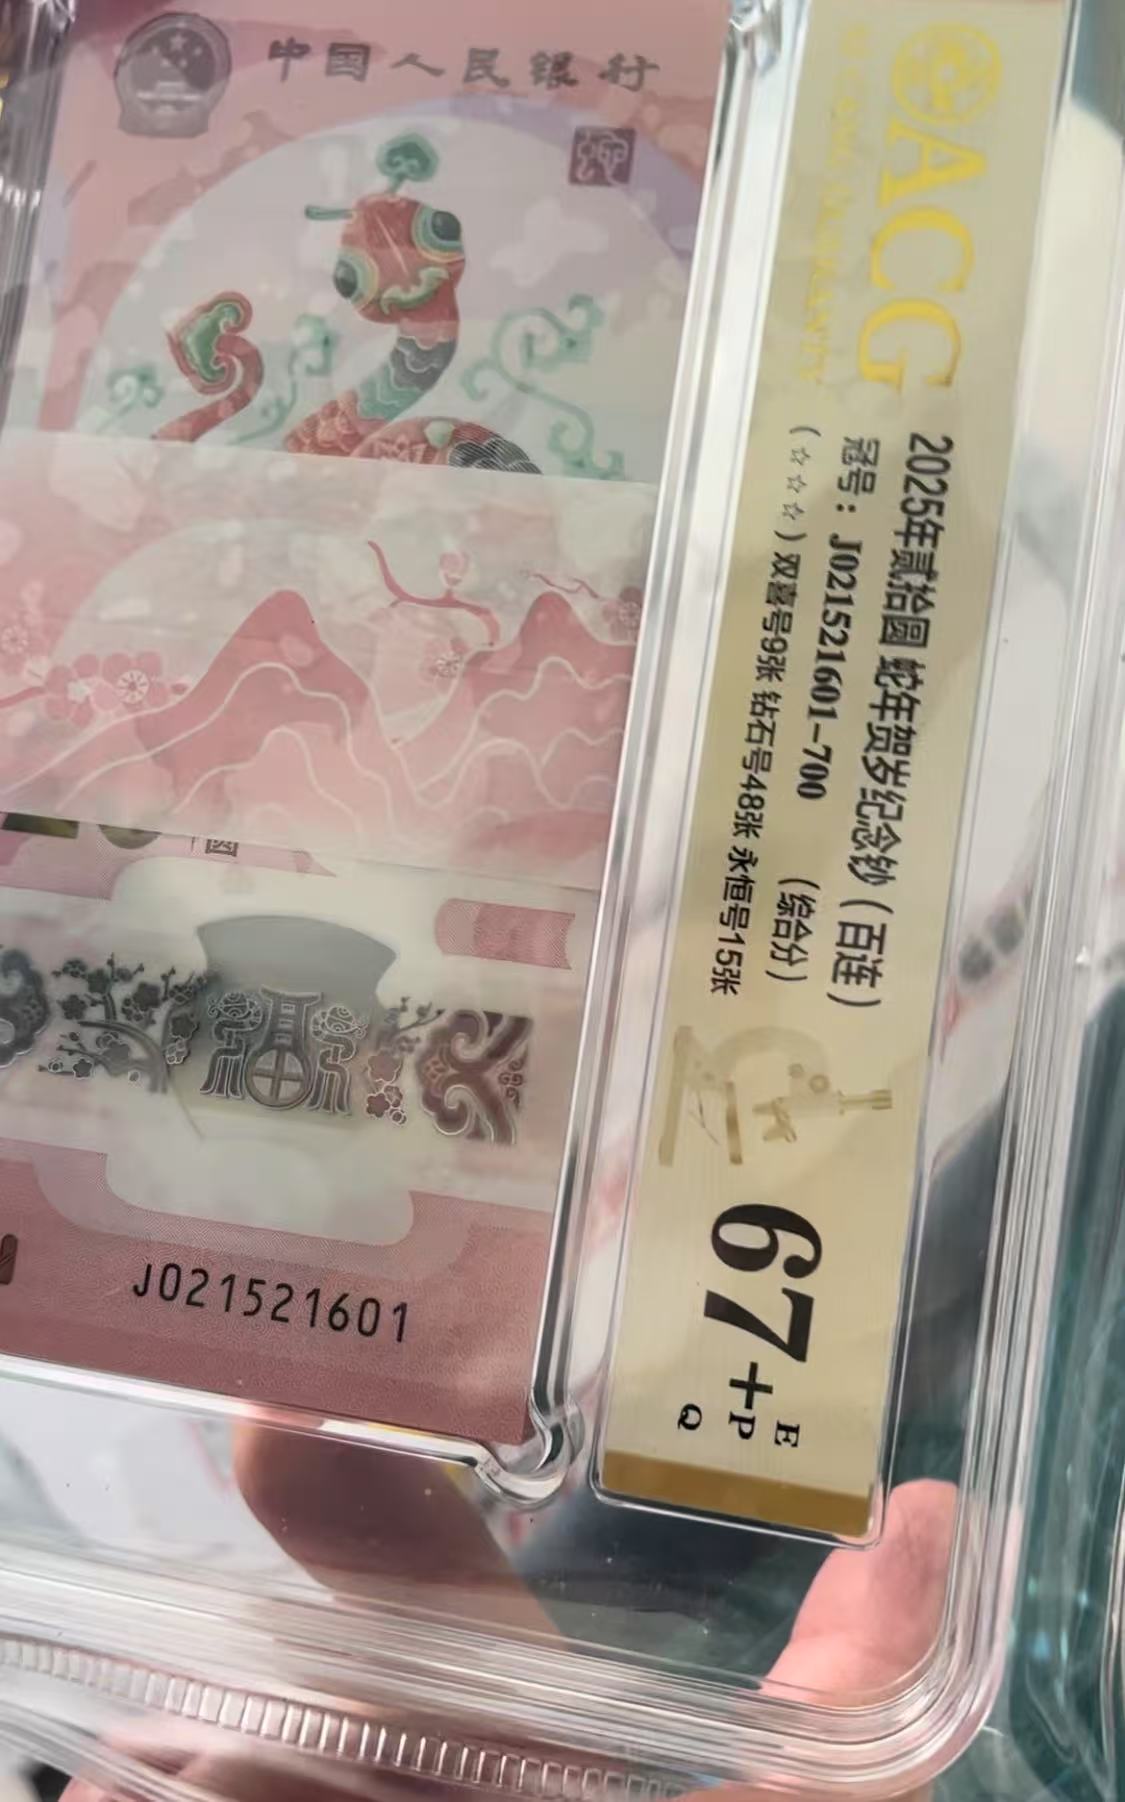 中国人民银行
J021521601
ACG
2025年贰拾圆 蛇年贺岁纪念钞（百连）
冠号：J021521601-700 （综合分）
（☆☆☆）双喜号9张 钻石号48张 永恒号15张
67+
E
P
Q